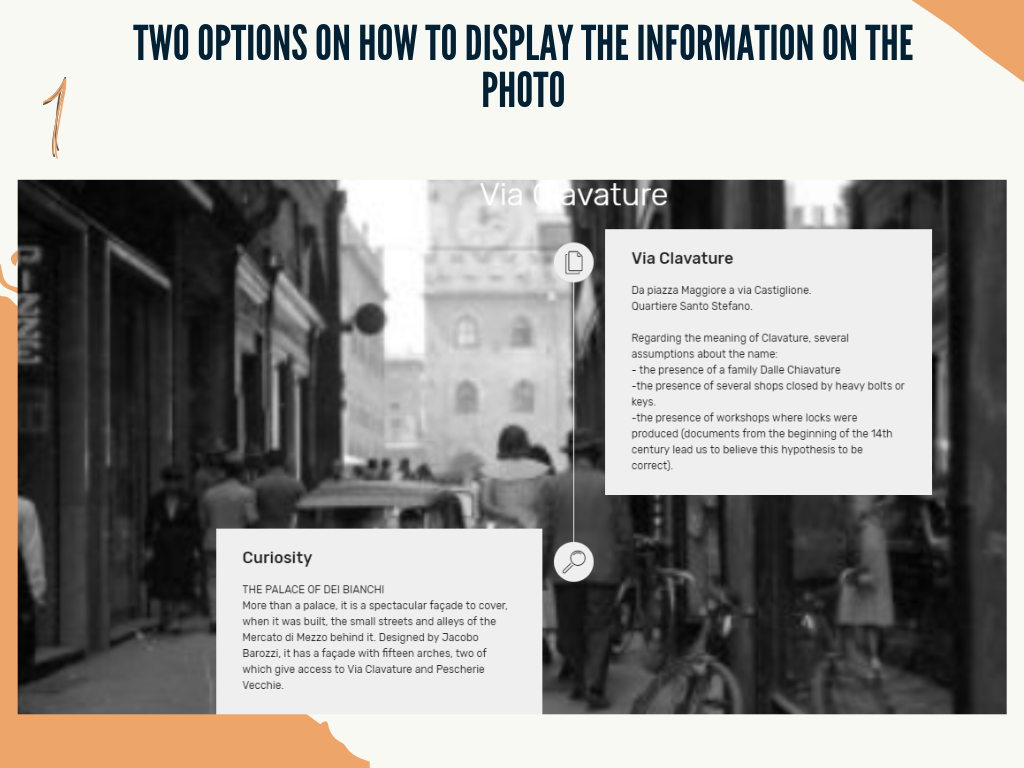 TWO OPTIONS ON HOW TO DISPLAY THE INFORMATION ON THE
PHOTO
1
Via Clavature
Via Clavature
Da piazza Maggiore a via Castiglione.
Quartiere Santo Stefano.
Regarding the meaning of Clavature, several
assumptions about the name:
- the presence of a family Dalle Chiavature
-the presence of several shops closed by heavy bolts or
keys.
-the presence of workshops where locks were
produced (documents from the beginning of the 14th
century lead us to believe this hypothesis to be
correct).
Curiosity
THE PALACE OF DEI BIANCHI
More than a palace, it is a spectacular façade to cover,
when it was built, the small streets and alleys of the
Mercato di Mezzo behind it. Designed by Jacobo
Barozzi, it has a façade with fifteen arches, two of
which give access to Via Clavature and Pescherie
Vecchie.